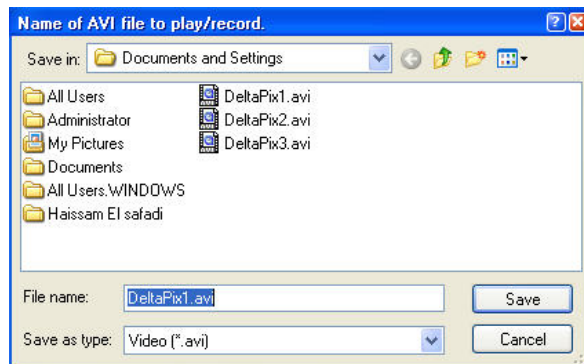 Name of AVI file to play/record.
Save in: Documents and Settings
All Users
Administrator
My Pictures
Documents
All Users.WINDOWS
Haissam El safadi
DeltaPix1.avi
DeltaPix2.avi
DeltaPix3.avi
File name: DeltaPix1.avi
Save
Save as type: Video (*.avi)
Cancel